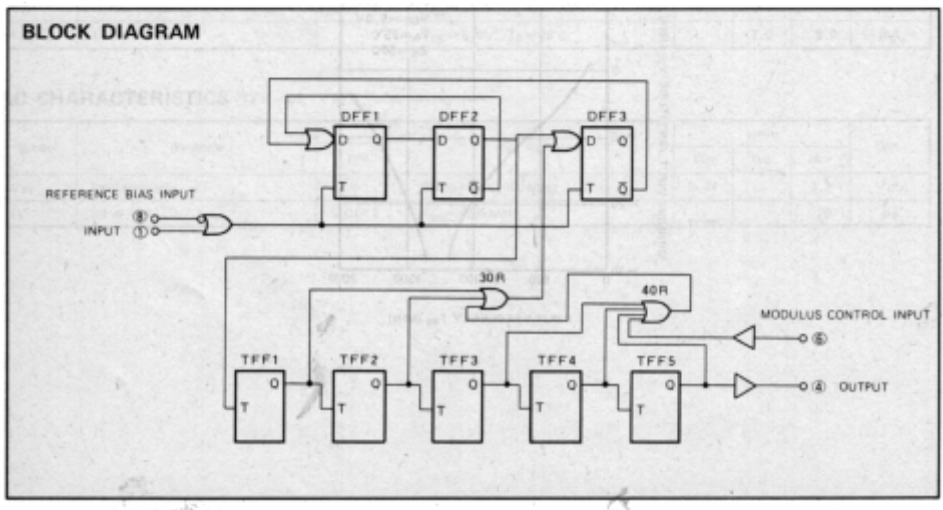 BLOCK DIAGRAM
DFF1 DFF2 DFF3
D Q D Q D Q
T T Q̅ T Q̅
REFERENCE BIAS INPUT
⑧
INPUT ①
30R 40R
MODULUS CONTROL INPUT
⑥
TFF1 TFF2 TFF3 TFF4 TFF5
Q Q Q Q Q
④ OUTPUT
T T T T T